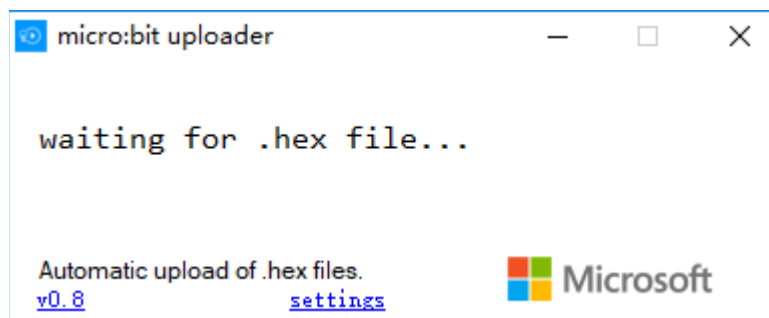 micro:bit uploader
waiting for .hex file...
Automatic upload of .hex files.
v0.8 settings
Microsoft